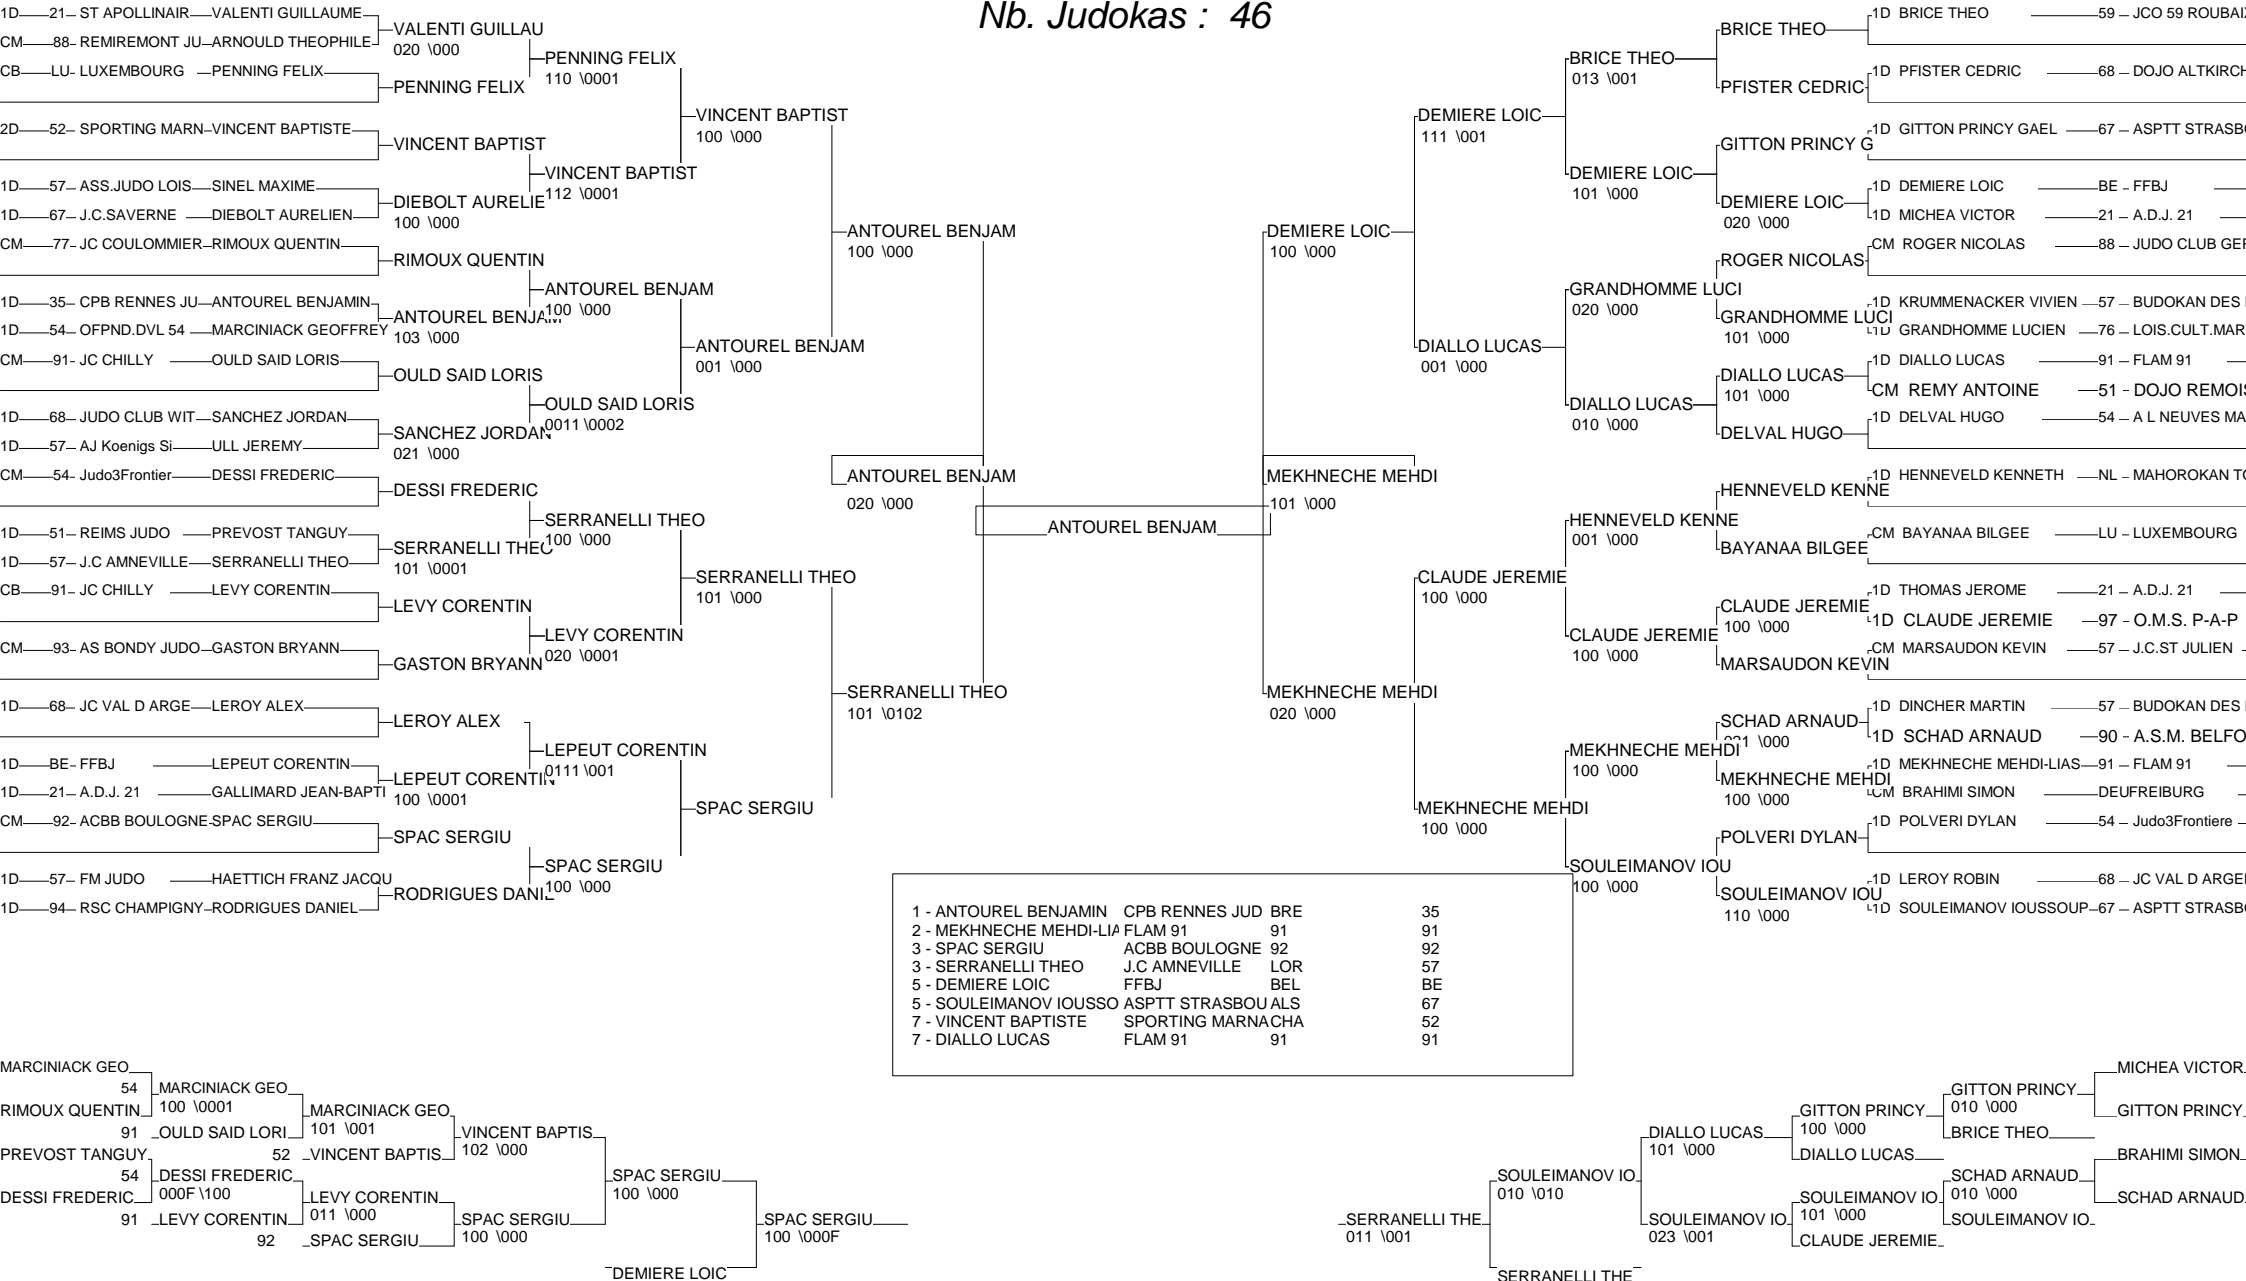 Nb. Judokas : 46
1D 21 ST APOLLINAIR VALENTI GUILLAUME
CM 88 REMIREMONT JU ARNOULD THEOPHILE
CB LU LUXEMBOURG PENNING FELIX
2D 52 SPORTING MARN VINCENT BAPTISTE
1D 57 ASS.JUDO LOIS SINEL MAXIME
1D 67 J.C.SAVERNE DIEBOLT AURELIEN
CM 77 JC COULOMMIER RIMOUX QUENTIN
1D 35 CPB RENNES JU ANTOUREL BENJAMIN
1D 54 OFPND.DVL 54 MARCINIACK GEOFFREY
CM 91 JC CHILLY OULD SAID LORIS
1D 68 JUDO CLUB WIT SANCHEZ JORDAN
1D 57 AJ Koenigs Si ULL JEREMY
CM 54 Judo3Frontier DESSI FREDERIC
1D 51 REIMS JUDO PREVOST TANGUY
1D 57 J.C AMNEVILLE SERRANELLI THEO
CB 91 JC CHILLY LEVY CORENTIN
CM 93 AS BONDY JUDO GASTON BRYANN
1D 68 JC VAL D ARGE LEROY ALEX
1D BE FFBJ LEPEUT CORENTIN
1D 21 A.D.J. 21 GALLIMARD JEAN-BAPTI
CM 92 ACBB BOULOGNE SPAC SERGIU
1D 57 FM JUDO HAETTICH FRANZ JACQU
1D 94 RSC CHAMPIGNY RODRIGUES DANIEL
VALENTI GUILLAU
020 \000
PENNING FELIX
VINCENT BAPTIST
DIEBOLT AURELIE
100 \000
RIMOUX QUENTIN
ANTOUREL BENJAM
103 \000
OULD SAID LORIS
SANCHEZ JORDAN
021 \000
DESSI FREDERIC
SERRANELLI THEO
101 \0001
LEVY CORENTIN
GASTON BRYANN
LEROY ALEX
LEPEUT CORENTIN
100 \0001
SPAC SERGIU
RODRIGUES DANIE
PENNING FELIX
110 \0001
VINCENT BAPTIST
112 \0001
ANTOUREL BENJAM
100 \000
OULD SAID LORIS
0011 \0002
SERRANELLI THEO
100 \000
LEVY CORENTIN
020 \0001
LEPEUT CORENTIN
0111 \001
SPAC SERGIU
100 \000
VINCENT BAPTIST
100 \000
ANTOUREL BENJAM
001 \000
SERRANELLI THEO
101 \000
SPAC SERGIU
ANTOUREL BENJAM
100 \000
SERRANELLI THEO
101 \0102
ANTOUREL BENJAM
020 \000
ANTOUREL BENJAM
MEKHNECHE MEHDI
101 \000
DEMIERE LOIC
100 \000
MEKHNECHE MEHDI
020 \000
DEMIERE LOIC
111 \001
DIALLO LUCAS
001 \000
CLAUDE JEREMIE
100 \000
MEKHNECHE MEHDI
100 \000
BRICE THEO
013 \001
DEMIERE LOIC
101 \000
GRANDHOMME LUCI
020 \000
DIALLO LUCAS
010 \000
HENNEVELD KENNE
001 \000
CLAUDE JEREMIE
100 \000
MEKHNECHE MEHDI
100 \000
SOULEIMANOV IOU
100 \000
BRICE THEO
PFISTER CEDRIC
GITTON PRINCY G
DEMIERE LOIC
020 \000
ROGER NICOLAS
GRANDHOMME LUCI
101 \000
DIALLO LUCAS
101 \000
DELVAL HUGO
HENNEVELD KENNE
BAYANAA BILGEE
CLAUDE JEREMIE
100 \000
MARSAUDON KEVIN
SCHAD ARNAUD
\000
MEKHNECHE MEHDI
100 \000
POLVERI DYLAN
SOULEIMANOV IOU
110 \000
1D BRICE THEO 59 – JCO 59 ROUBAIX
1D PFISTER CEDRIC 68 – DOJO ALTKIRCH
1D GITTON PRINCY GAEL 67 – ASPTT STRASBO
1D DEMIERE LOIC BE – FFBJ
1D MICHEA VICTOR 21 – A.D.J. 21
CM ROGER NICOLAS 88 – JUDO CLUB GER
1D KRUMMENACKER VIVIEN 57 – BUDOKAN DES
1D GRANDHOMME LUCIEN 76 – LOIS.CULT.MAR
1D DIALLO LUCAS 91 – FLAM 91
CM REMY ANTOINE 51 - DOJO REMOIS
1D DELVAL HUGO 54 – A L NEUVES MA
1D HENNEVELD KENNETH NL – MAHOROKAN TO
CM BAYANAA BILGEE LU – LUXEMBOURG
1D THOMAS JEROME 21 – A.D.J. 21
1D CLAUDE JEREMIE 97 - O.M.S. P-A-P
CM MARSAUDON KEVIN 57 – J.C.ST JULIEN
1D DINCHER MARTIN 57 – BUDOKAN DES
1D SCHAD ARNAUD 90 - A.S.M. BELFO
1D MEKHNECHE MEHDI-LIAS 91 – FLAM 91
CM BRAHIMI SIMON DEUFREIBURG
1D POLVERI DYLAN 54 – Judo3Frontiere
1D LEROY ROBIN 68 – JC VAL D ARGE
1D SOULEIMANOV IOUSSOUP 67 – ASPTT STRASBO
1 - ANTOUREL BENJAMIN CPB RENNES JUD BRE 35
2 - MEKHNECHE MEHDI-LIA FLAM 91 91 91
3 - SPAC SERGIU ACBB BOULOGNE 92 92
3 - SERRANELLI THEO J.C AMNEVILLE LOR 57
5 - DEMIERE LOIC FFBJ BEL BE
5 - SOULEIMANOV IOUSSO ASPTT STRASBOU ALS 67
7 - VINCENT BAPTISTE SPORTING MARNA CHA 52
7 - DIALLO LUCAS FLAM 91 91 91
MARCINIACK GEO
54
RIMOUX QUENTIN
91
PREVOST TANGUY
54
DESSI FREDERIC
91
92
MARCINIACK GEO
100 \0001
OULD SAID LORI
52
DESSI FREDERIC
000F \100
LEVY CORENTIN
MARCINIACK GEO
101 \001
VINCENT BAPTIS
LEVY CORENTIN
011 \000
SPAC SERGIU
VINCENT BAPTIS
102 \000
SPAC SERGIU
100 \000
SPAC SERGIU
100 \000
DEMIERE LOIC
SPAC SERGIU
100 \000F
SERRANELLI THE
011 \001
SOULEIMANOV IO
010 \010
SERRANELLI THE
DIALLO LUCAS
101 \000
SOULEIMANOV IO
023 \001
GITTON PRINCY
100 \000
DIALLO LUCAS
SOULEIMANOV IO
101 \000
CLAUDE JEREMIE
GITTON PRINCY
010 \000
BRICE THEO
SCHAD ARNAUD
010 \000
SOULEIMANOV IO
MICHEA VICTOR
GITTON PRINCY
BRAHIMI SIMON
SCHAD ARNAUD